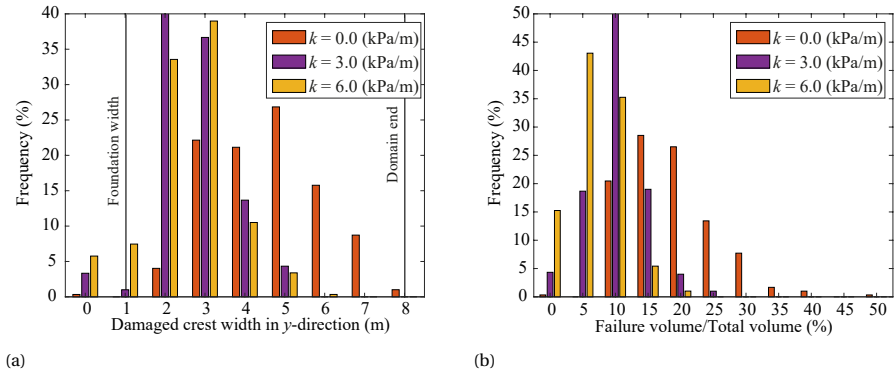 40
35
30
25
20
15
10
5
0
Frequency (%)
Foundation width
Domain end
k = 0.0 (kPa/m)
k = 3.0 (kPa/m)
k = 6.0 (kPa/m)
0 1 2 3 4 5 6 7 8
Damaged crest width in y-direction (m)
(a)
50
45
40
35
30
25
20
15
10
5
0
Frequency (%)
k = 0.0 (kPa/m)
k = 3.0 (kPa/m)
k = 6.0 (kPa/m)
0 5 10 15 20 25 30 35 40 45 50
Failure volume/Total volume (%)
(b)